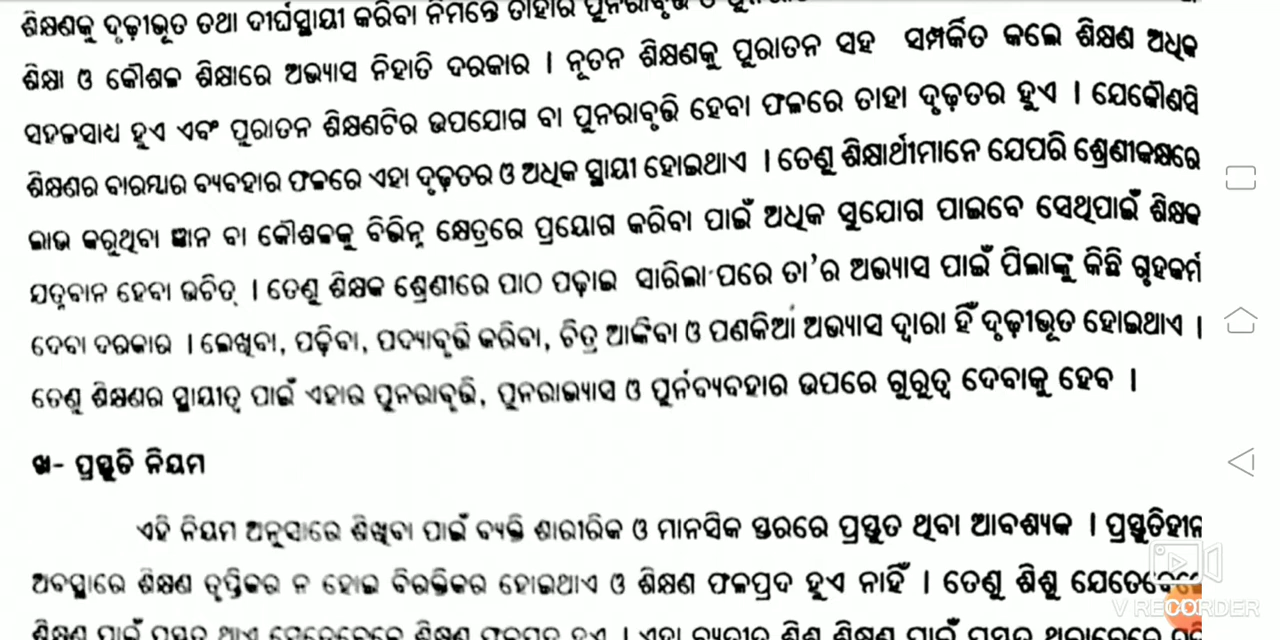 ଶିକ୍ଷଣକୁ ଦୃଢ଼ୀଭୂତ ତଥା ଦୀର୍ଘସ୍ଥାୟୀ କରିବା ନିମନ୍ତେ ତାହାର ପୁନରାବୃତ୍ତି ଓ
ଶିକ୍ଷା ଓ କୌଶଳ ଶିକ୍ଷାରେ ଅଭ୍ୟାସ ନିହାତି ଦରକାର । ନୂତନ ଶିକ୍ଷଣକୁ ପୁରାତନ ସହ ସମ୍ପର୍କିତ କଲେ ଶିକ୍ଷଣ ଅଧିକ
ସହଜସାଧ୍ୟ ହୁଏ ଏବଂ ପୁରାତନ ଶିକ୍ଷଣଟିର ଉପଯୋଗ ବା ପୁନରାବୃତ୍ତି ହେବା ଫଳରେ ତାହା ଦୃଢ଼ତର ହୁଏ । ଯେକୌଣସି
ଶିକ୍ଷଣର ବାରମ୍ବାର ବ୍ୟବହାର ଫଳରେ ଏହା ଦୃଢ଼ତର ଓ ଅଧିକ ସ୍ଥାୟୀ ହୋଇଥାଏ । ତେଣୁ ଶିକ୍ଷାର୍ଥୀମାନେ ଯେପରି ଶ୍ରେଣୀକକ୍ଷରେ
ଲାଭ କରୁଥିବା ଜ୍ଞାନ ବା କୌଶଳକୁ ବିଭିନ୍ନ କ୍ଷେତ୍ରରେ ପ୍ରୟୋଗ କରିବା ପାଇଁ ଅଧିକ ସୁଯୋଗ ପାଇବେ ସେଥିପାଇଁ ଶିକ୍ଷକ
ଯତ୍ନବାନ ହେବା ଉଚିତ୍ । ତେଣୁ ଶିକ୍ଷକ ଶ୍ରେଣୀରେ ପାଠ ପଢ଼ାଇ ସାରିଲା ପରେ ତା'ର ଅଭ୍ୟାସ ପାଇଁ ପିଲାଙ୍କୁ କିଛି ଗୃହକର୍ମ
ଦେବା ଦରକାର । ଲେଖିବା, ପଢ଼ିବା, ପଦ୍ୟାବୃତ୍ତି କରିବା, ଚିତ୍ର ଆଙ୍କିବା ଓ ପଣକିଆ ଅଭ୍ୟାସ ଦ୍ୱାରା ହିଁ ଦୃଢ଼ୀଭୂତ ହୋଇଥାଏ ।
ତେଣୁ ଶିକ୍ଷଣର ସ୍ଥାୟୀତ୍ୱ ପାଇଁ ଏହାର ପୁନରାବୃତ୍ତି, ପୁନରାଭ୍ୟାସ ଓ ପୁର୍ନବ୍ୟବହାର ଉପରେ ଗୁରୁତ୍ୱ ଦେବାକୁ ହେବ ।
ଖ- ପ୍ରସ୍ତୁତି ନିୟମ
ଏହି ନିୟମ ଅନୁସାରେ ଶିଖିବା ପାଇଁ ବ୍ୟକ୍ତି ଶାରୀରିକ ଓ ମାନସିକ ସ୍ତରରେ ପ୍ରସ୍ତୁତ ଥିବା ଆବଶ୍ୟକ । ପ୍ରସ୍ତୁତିହୀନ
ଅବସ୍ଥାରେ ଶିକ୍ଷଣ ତୃପ୍ତିକର ନ ହୋଇ ବିରକ୍ତିକର ହୋଇଥାଏ ଓ ଶିକ୍ଷଣ ଫଳପ୍ରଦ ହୁଏ ନାହିଁ । ତେଣୁ ଶିଶୁ ଯେତେବେଳେ
V RECORDER